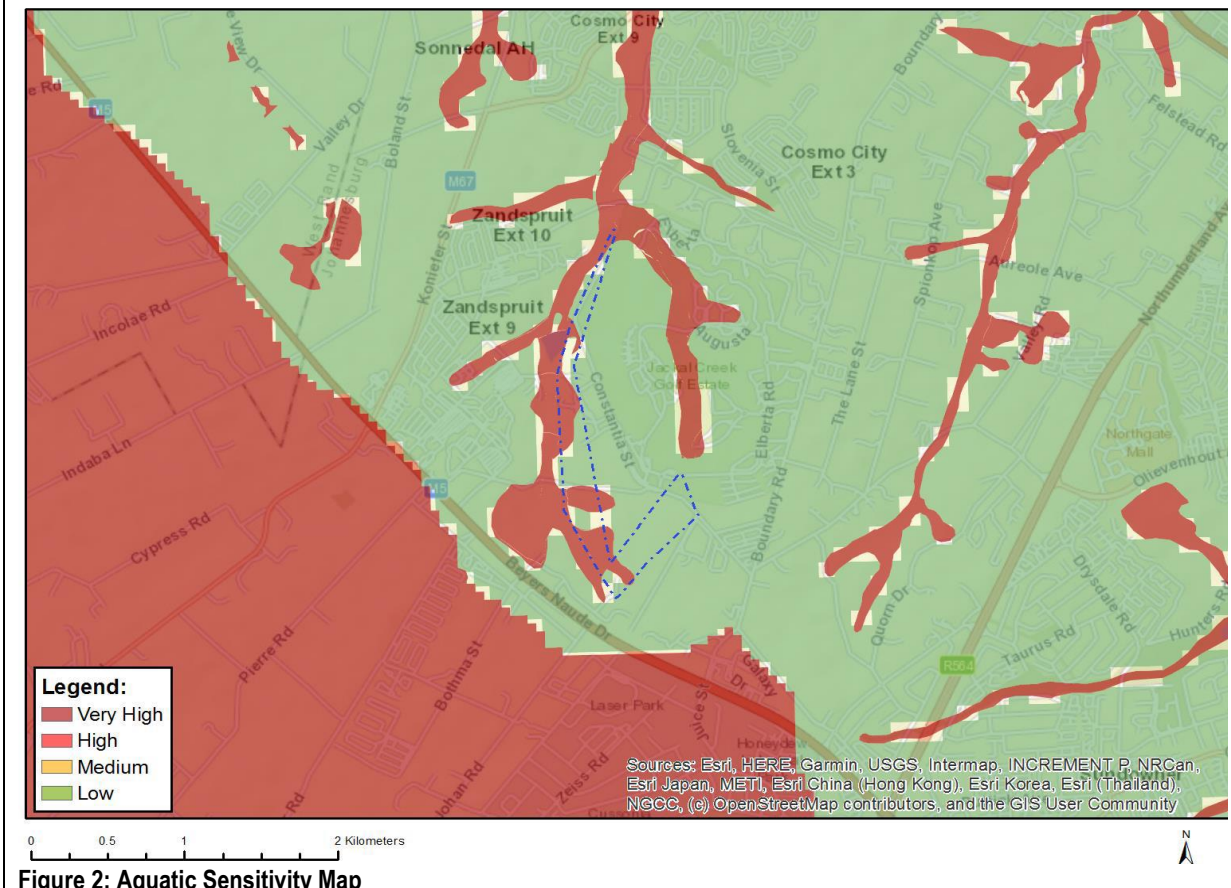 Cosmo City
Ext 9
Sonnedal AH
Boundary
M5
Valley Dr
Boland St
Felstead Rd
Slovenia St
Cosmo City
Ext 3
M67
West Rand
Johannesburg
Zandspruit
Ext 10
Koniefer St
Spionkop Ave
Aureole Ave
Northumberland A
Incolae Rd
Zandspruit
Ext 9
Augusta
Valley Rd
Jackal Creek
Golf Estate
Constantia St
Elberta Rd
The Lane St
Indaba Ln
Northgate
Mall
Olievenhout
M5
Cypress Rd
Boundary Rd
Beyers Naude Dr
Quorn Dr
Drysdale Rd
Hunters Rd
Taurus Rd
Pierre Rd
Bothma St
R564
Galaxy
Dr
Laser Park
Juice St
Honeydew
Zeiss Rd
Sundowner
Legend:
Very High
High
Medium
Low
Sources: Esri, HERE, Garmin, USGS, Intermap, INCREMENT P, NRCan,
Esri Japan, METI, Esri China (Hong Kong), Esri Korea, Esri (Thailand),
NGCC, (c) OpenStreetMap contributors, and the GIS User Community
0 0.5 1 2 Kilometers
N
Figure 2: Aquatic Sensitivity Map